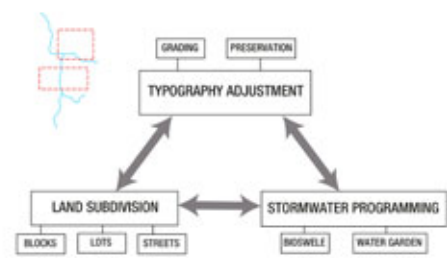 GRADING
PRESERVATION
TYPOGRAPHY ADJUSTMENT
LAND SUBDIVISION
STORMWATER PROGRAMMING
BLOCKS
LOTS
STREETS
BIOSWELE
WATER GARDEN